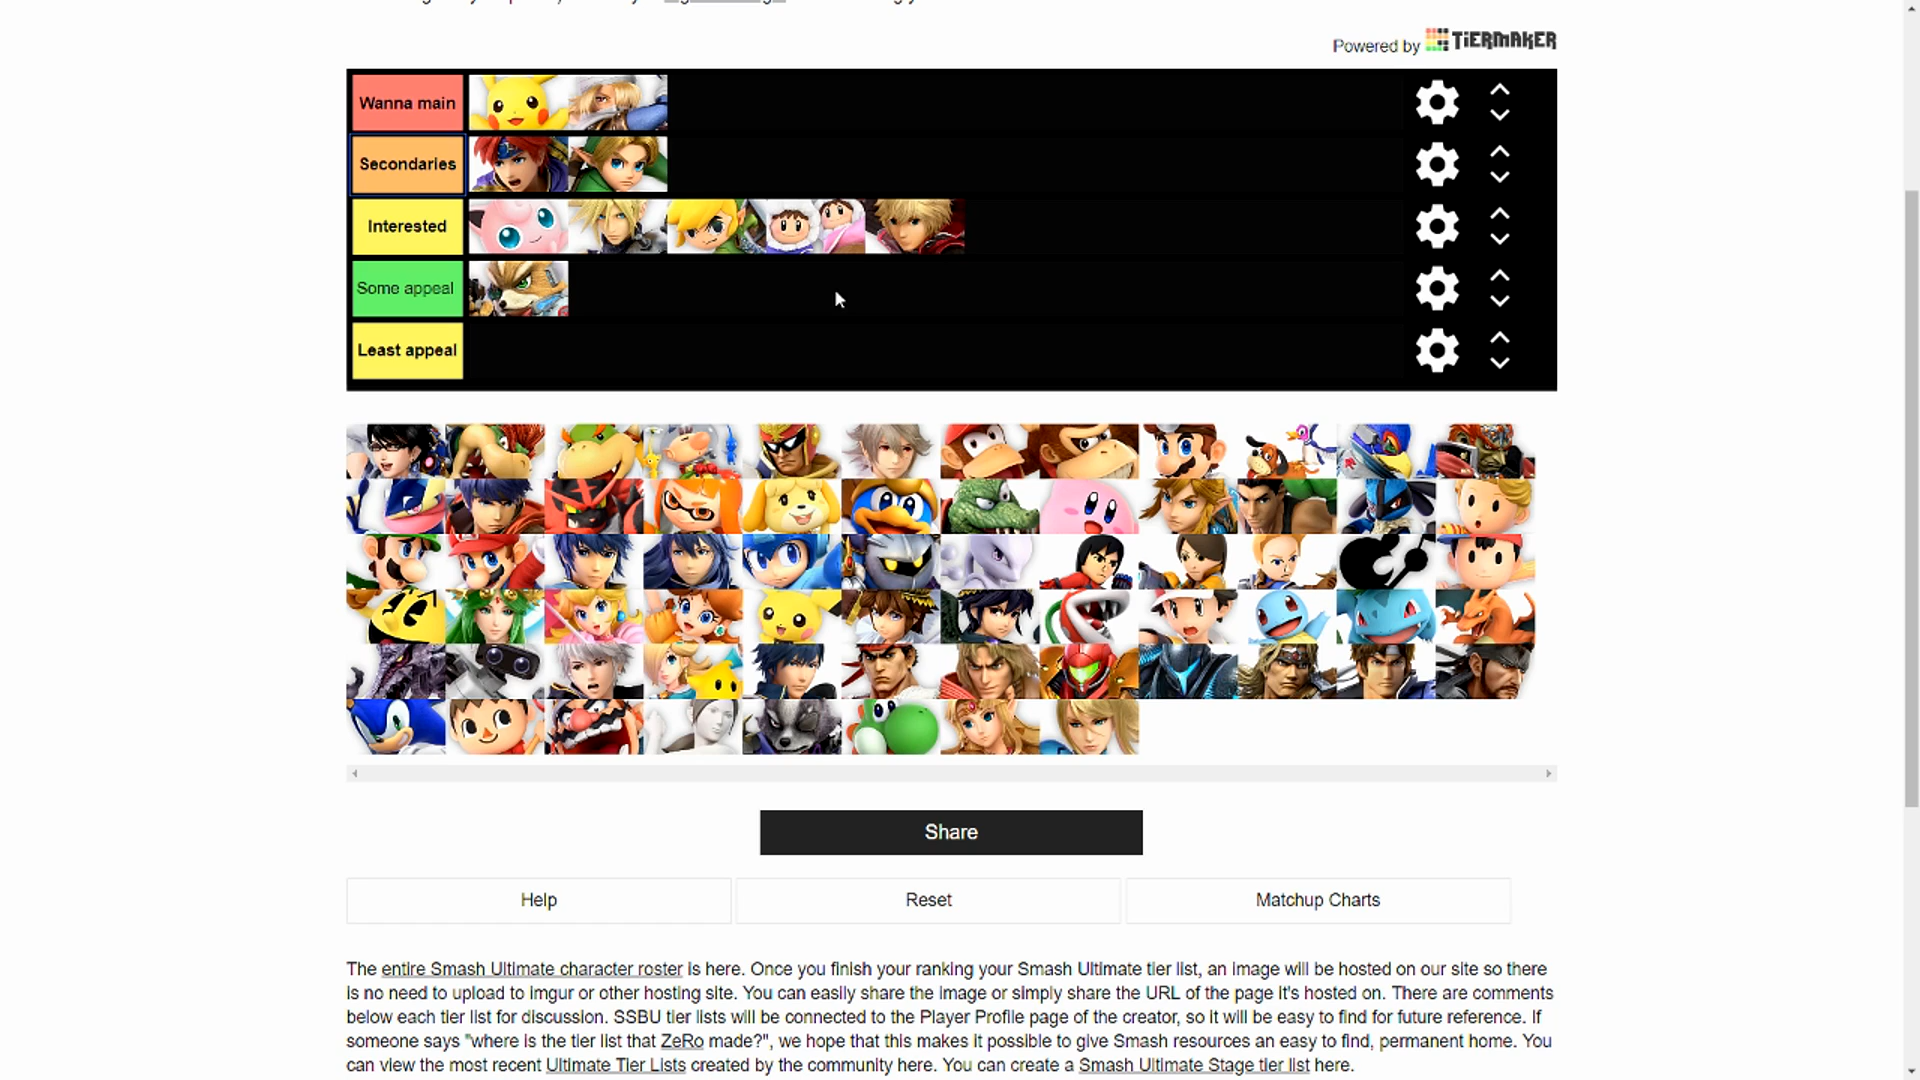 Powered by TiERMAKER
Wanna main
Secondaries
Interested
Some appeal
Least appeal
Share
Help
Reset
Matchup Charts
The entire Smash Ultimate character roster is here. Once you finish your ranking your Smash Ultimate tier list, an image will be hosted on our site so there
is no need to upload to imgur or other hosting site. You can easily share the image or simply share the URL of the page it's hosted on. There are comments
below each tier list for discussion. SSBU tier lists will be connected to the Player Profile page of the creator, so it will be easy to find for future reference. If
someone says "where is the tier list that ZeRo made?", we hope that this makes it possible to give Smash resources an easy to find, permanent home. You
can view the most recent Ultimate Tier Lists created by the community here. You can create a Smash Ultimate Stage tier list here.